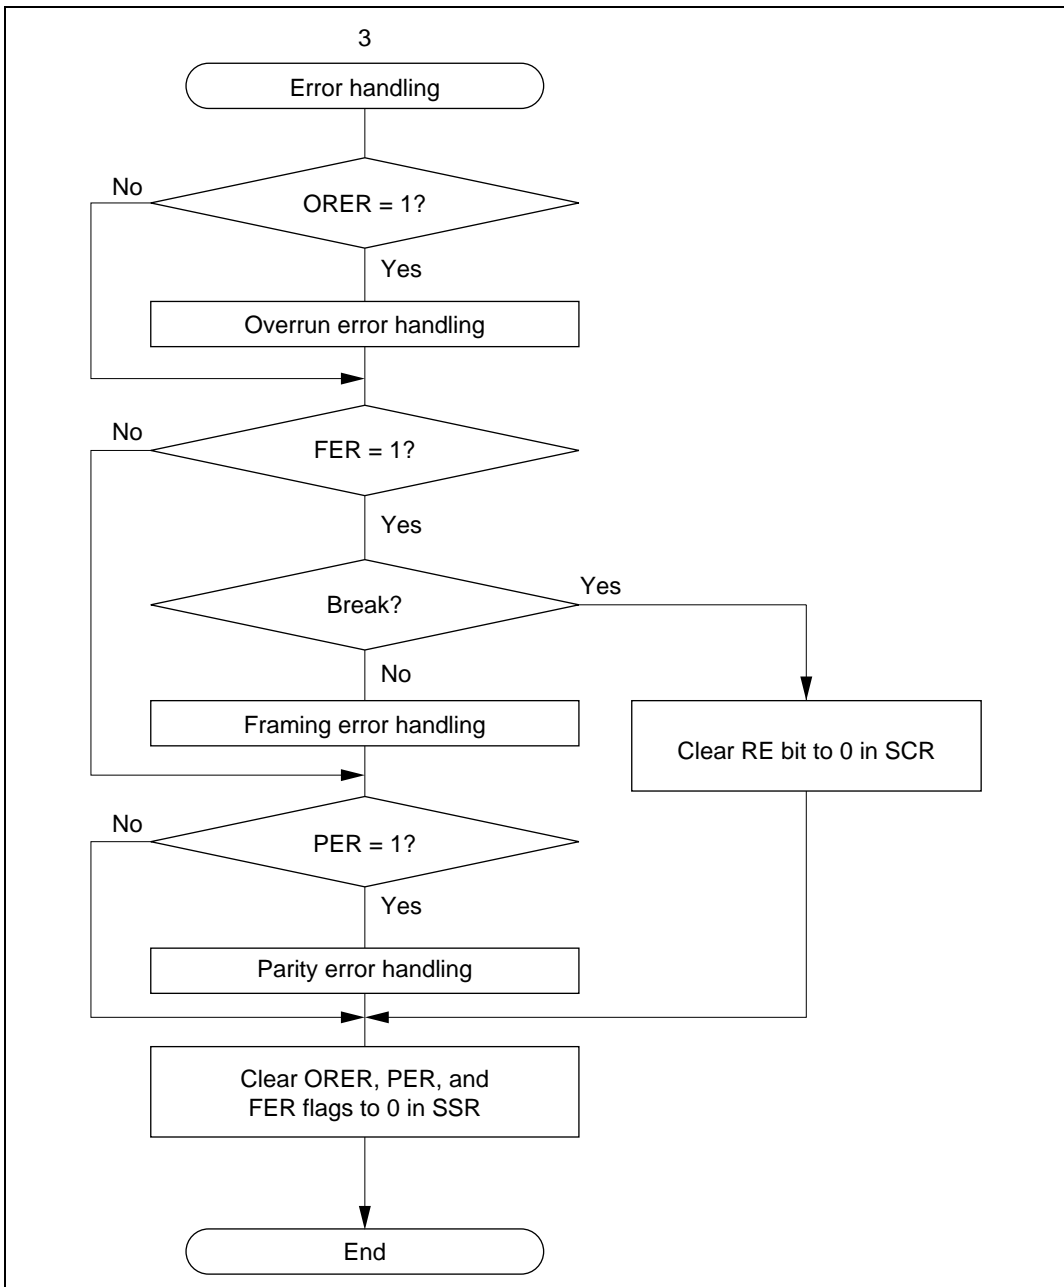 3
Error handling
No
ORER = 1?
Yes
Overrun error handling
No
FER = 1?
Yes
Break?
Yes
No
Framing error handling
Clear RE bit to 0 in SCR
No
PER = 1?
Yes
Parity error handling
Clear ORER, PER, and
FER flags to 0 in SSR
End